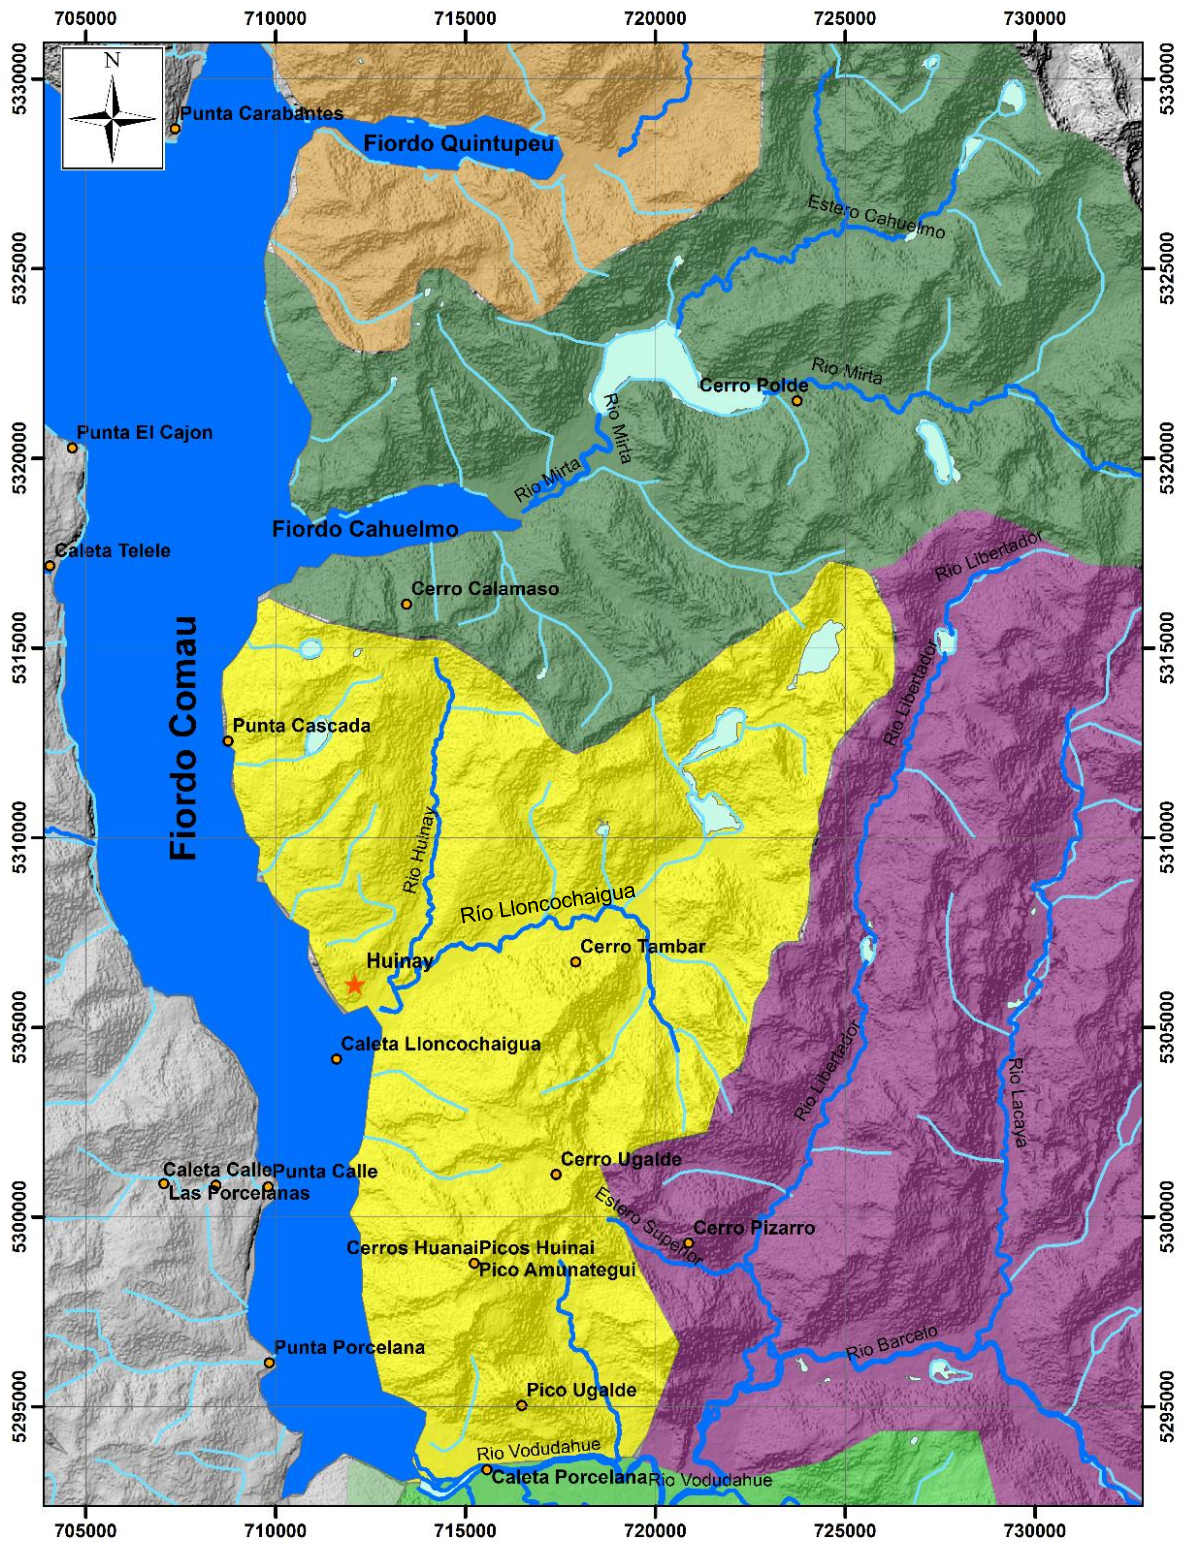 705000
710000
715000
720000
725000
730000
5330000
5330000
N
Punta Carabantes
Fiordo Quintupeu
Estero Cahuelmo
5325000
5325000
Cerro Polde
Rio Mirta
Rio Mirta
Punta El Cajon
5320000
5320000
Rio Mirta
Fiordo Cahuelmo
Caleta Telele
Rio Libertador
Cerro Calamaso
5315000
5315000
Fiordo Comau
Rio Libertador
Punta Cascada
5310000
5310000
Rio Huinay
Río Lloncochaigua
Cerro Tambar
Huinay
5305000
5305000
Caleta Lloncochaigua
Rio Libertador
Rio Lacaya
Cerro Ugalde
Caleta Calle
Punta Calle
Las Porcelanas
5300000
5300000
Estero Superior
Cerro Pizarro
Cerros Huanai
Picos Huinai
Pico Amunategui
Punta Porcelana
Rio Barcelo
Pico Ugalde
5295000
5295000
Rio Vodudahue
Caleta Porcelana
Rio Vodudahue
705000
710000
715000
720000
725000
730000